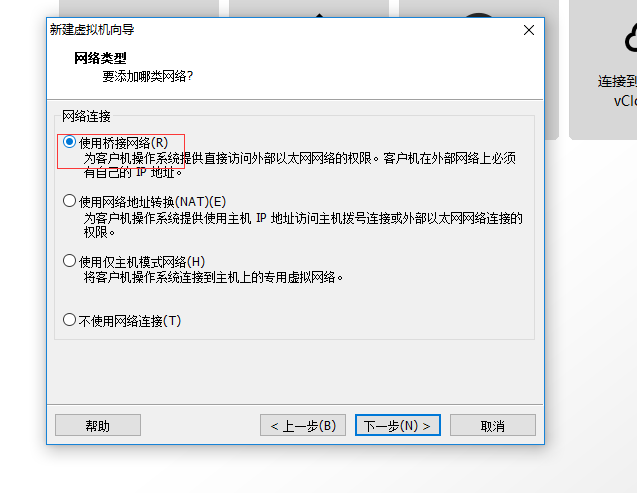 新建虚拟机向导
网络类型
要添加哪类网络?
网络连接
使用桥接网络(R)
为客户机操作系统提供直接访问外部以太网网络的权限。客户机在外部网络上必须
有自己的 IP 地址。
使用网络地址转换(NAT)(E)
为客户机操作系统提供使用主机 IP 地址访问主机拨号连接或外部以太网网络连接的
权限。
使用仅主机模式网络(H)
将客户机操作系统连接到主机上的专用虚拟网络。
不使用网络连接(T)
帮助
< 上一步(B)
下一步(N) >
取消
连接到
vClo